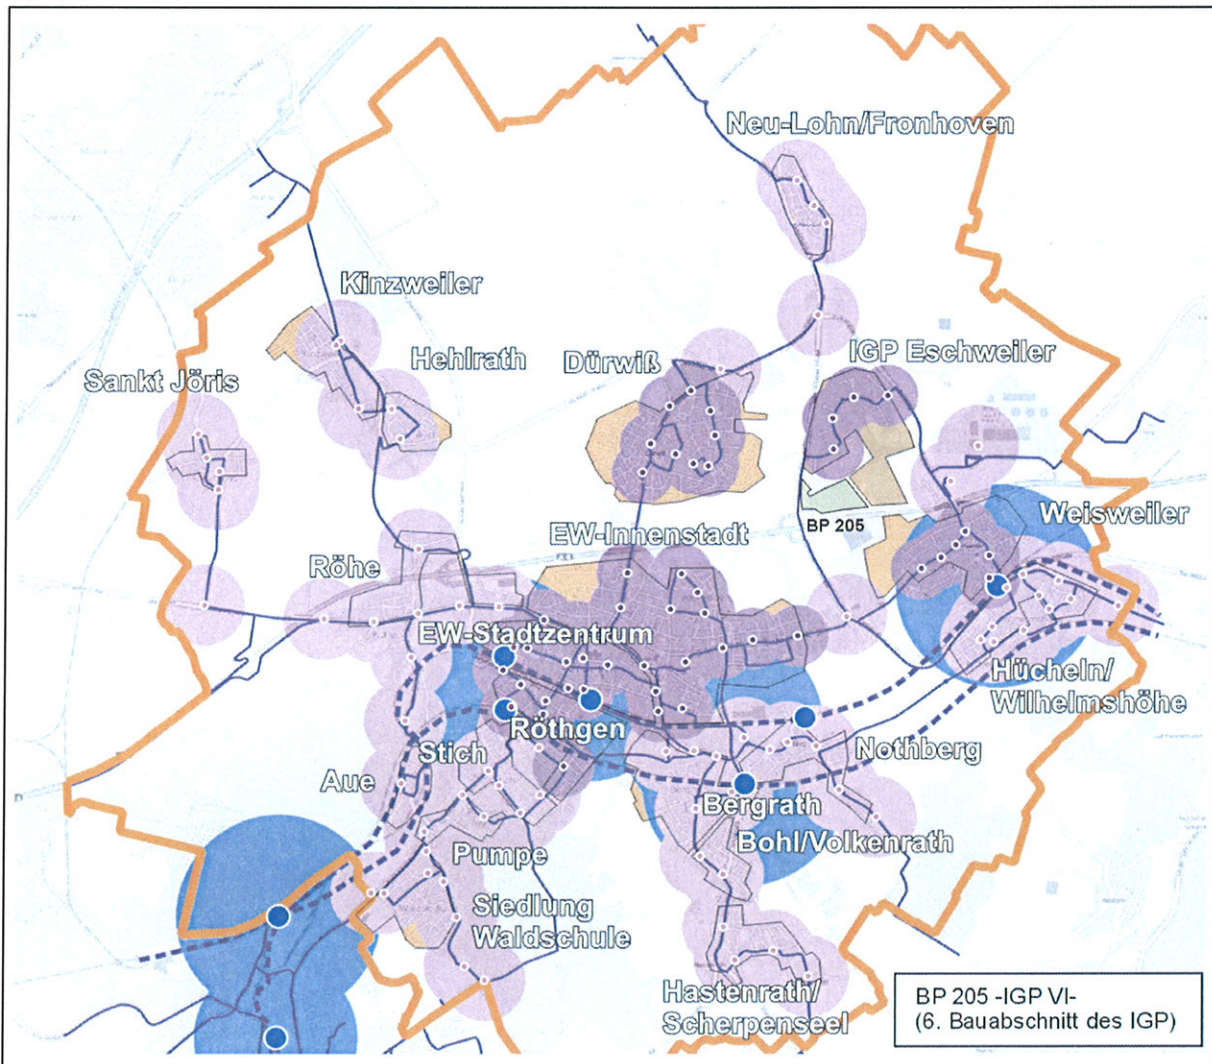 Neu-Lohn/Fronhoven
Kinzweiler
Hehlrath
Dürwiß
IGP Eschweiler
Sankt Jöris
BP 205
Weisweiler
EW-Innenstadt
Röhe
EW-Stadtzentrum
Hücheln/
Wilhelmshöhe
Röthgen
Stich
Nothberg
Aue
Bergrath
Bohl/Volkenrath
Pumpe
Siedlung
Waldschule
Hastenrath/
Scherpenseel
BP 205 -IGP VI-
(6. Bauabschnitt des IGP)